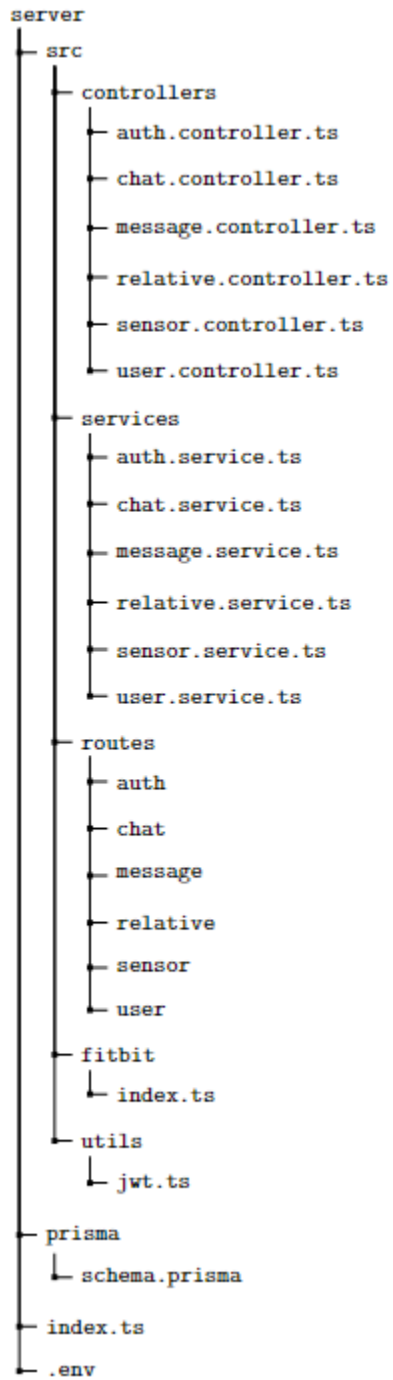 server
src
controllers
auth.controller.ts
chat.controller.ts
message.controller.ts
relative.controller.ts
sensor.controller.ts
user.controller.ts
services
auth.service.ts
chat.service.ts
message.service.ts
relative.service.ts
sensor.service.ts
user.service.ts
routes
auth
chat
message
relative
sensor
user
fitbit
index.ts
utils
jwt.ts
prisma
schema.prisma
index.ts
.env